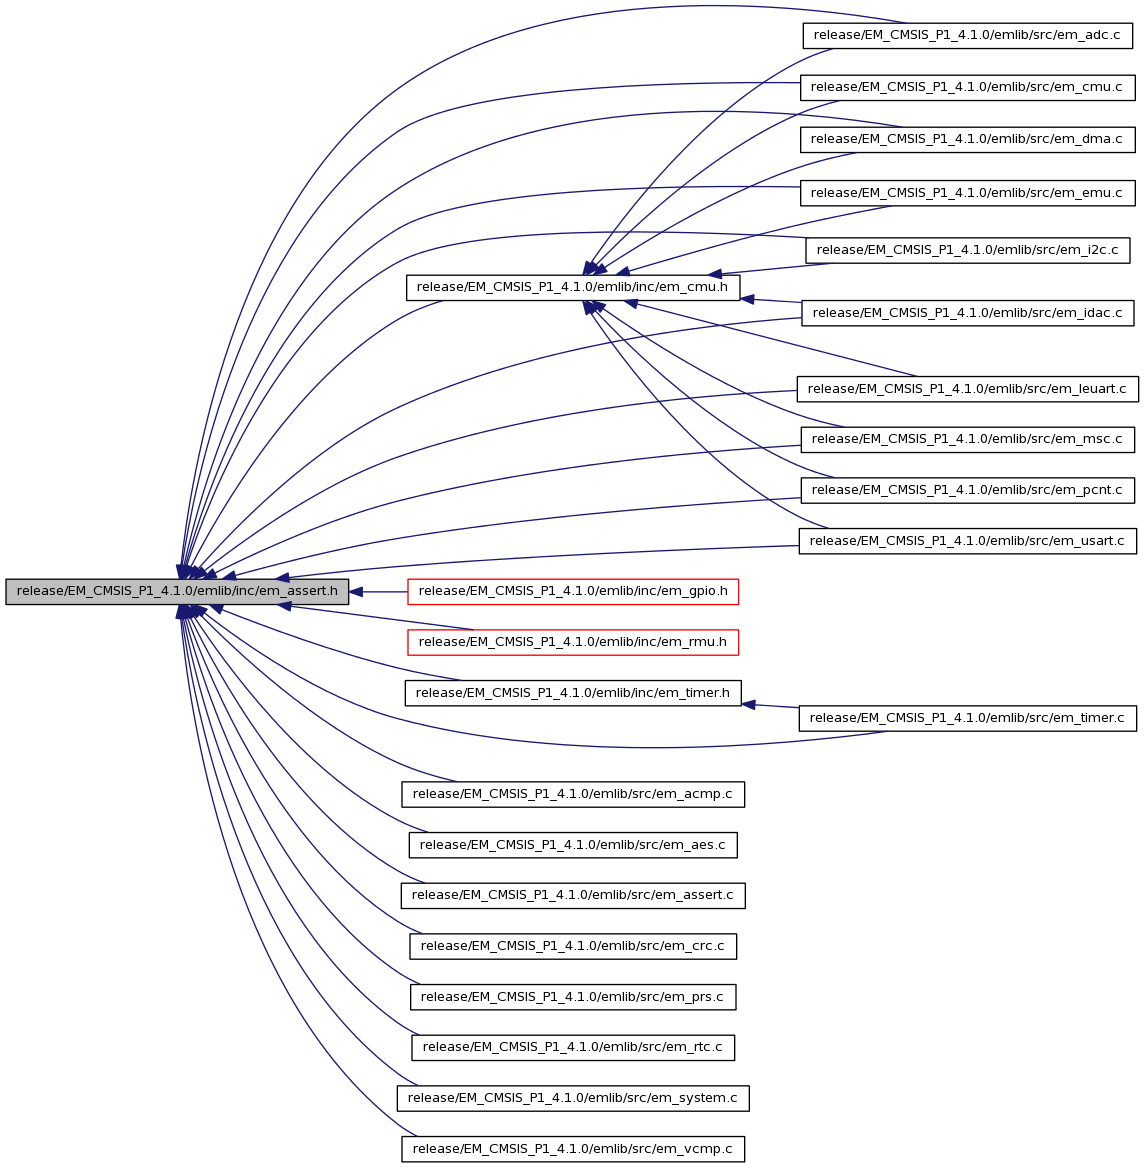 release/EM_CMSIS_P1_4.1.0/emlib/src/em_adc.c
release/EM_CMSIS_P1_4.1.0/emlib/src/em_cmu.c
release/EM_CMSIS_P1_4.1.0/emlib/src/em_dma.c
release/EM_CMSIS_P1_4.1.0/emlib/src/em_emu.c
release/EM_CMSIS_P1_4.1.0/emlib/src/em_i2c.c
release/EM_CMSIS_P1_4.1.0/emlib/inc/em_cmu.h
release/EM_CMSIS_P1_4.1.0/emlib/src/em_idac.c
release/EM_CMSIS_P1_4.1.0/emlib/src/em_leuart.c
release/EM_CMSIS_P1_4.1.0/emlib/src/em_msc.c
release/EM_CMSIS_P1_4.1.0/emlib/src/em_pcnt.c
release/EM_CMSIS_P1_4.1.0/emlib/src/em_usart.c
release/EM_CMSIS_P1_4.1.0/emlib/inc/em_assert.h
release/EM_CMSIS_P1_4.1.0/emlib/inc/em_gpio.h
release/EM_CMSIS_P1_4.1.0/emlib/inc/em_rmu.h
release/EM_CMSIS_P1_4.1.0/emlib/inc/em_timer.h
release/EM_CMSIS_P1_4.1.0/emlib/src/em_timer.c
release/EM_CMSIS_P1_4.1.0/emlib/src/em_acmp.c
release/EM_CMSIS_P1_4.1.0/emlib/src/em_aes.c
release/EM_CMSIS_P1_4.1.0/emlib/src/em_assert.c
release/EM_CMSIS_P1_4.1.0/emlib/src/em_crc.c
release/EM_CMSIS_P1_4.1.0/emlib/src/em_prs.c
release/EM_CMSIS_P1_4.1.0/emlib/src/em_rtc.c
release/EM_CMSIS_P1_4.1.0/emlib/src/em_system.c
release/EM_CMSIS_P1_4.1.0/emlib/src/em_vcmp.c